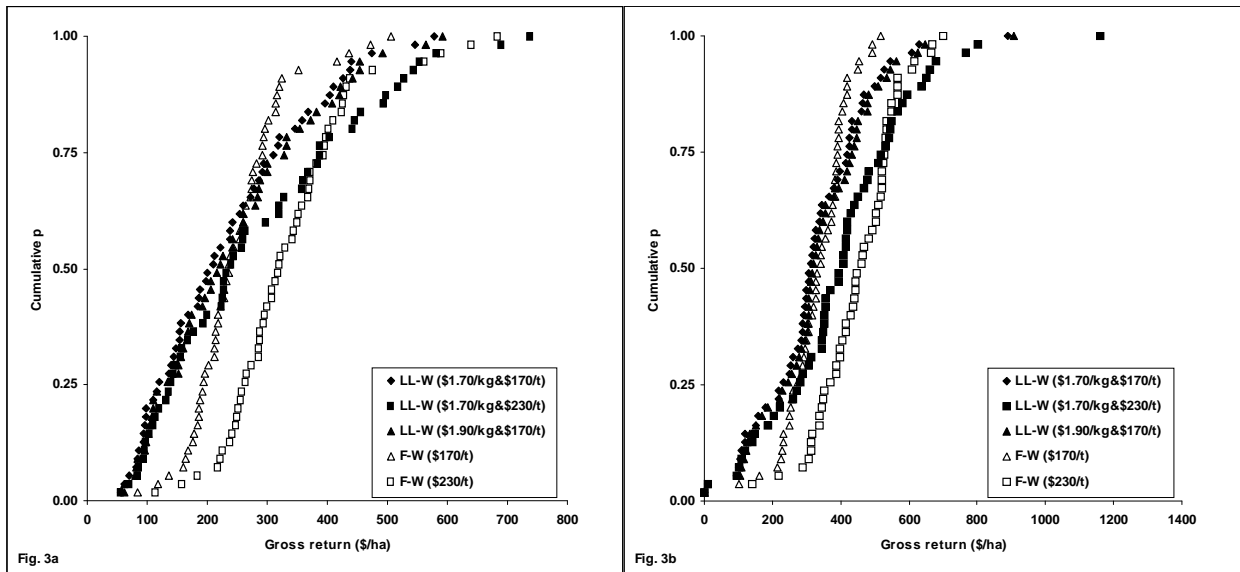 1.00
0.75
0.50
0.25
0.00
Cumulative p
0 100 200 300 400 500 600 700 800
Gross return ($/ha)
LL-W ($1.70/kg&$170/t)
LL-W ($1.70/kg&$230/t)
LL-W ($1.90/kg&$170/t)
F-W ($170/t)
F-W ($230/t)
Fig. 3a
1.00
0.75
0.50
0.25
0.00
Cumulative p
0 200 400 600 800 1000 1200 1400
Gross return ($/ha)
LL-W ($1.70/kg&$170/t)
LL-W ($1.70/kg&$230/t)
LL-W ($1.90/kg&$170/t)
F-W ($170/t)
F-W ($230/t)
Fig. 3b